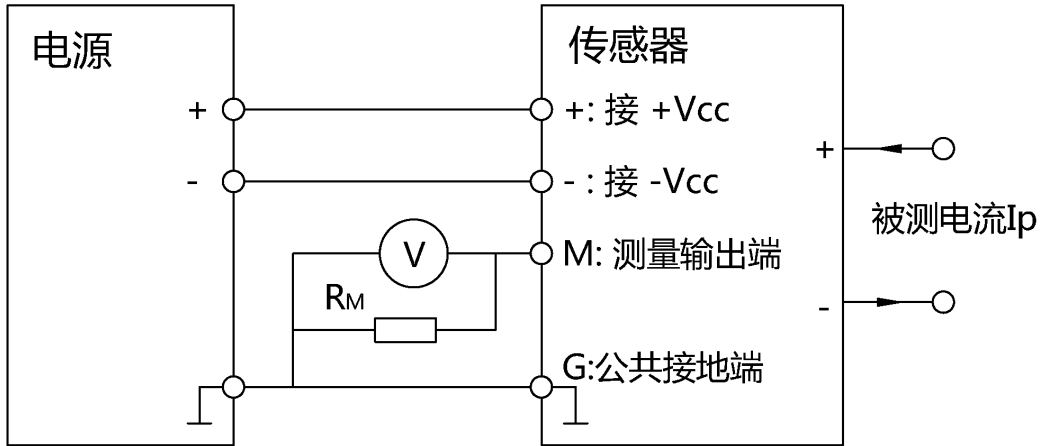 电源
传感器
+
+: 接 +Vcc
+
-
- : 接 -Vcc
被测电流Ip
V
M: 测量输出端
RM
-
G:公共接地端